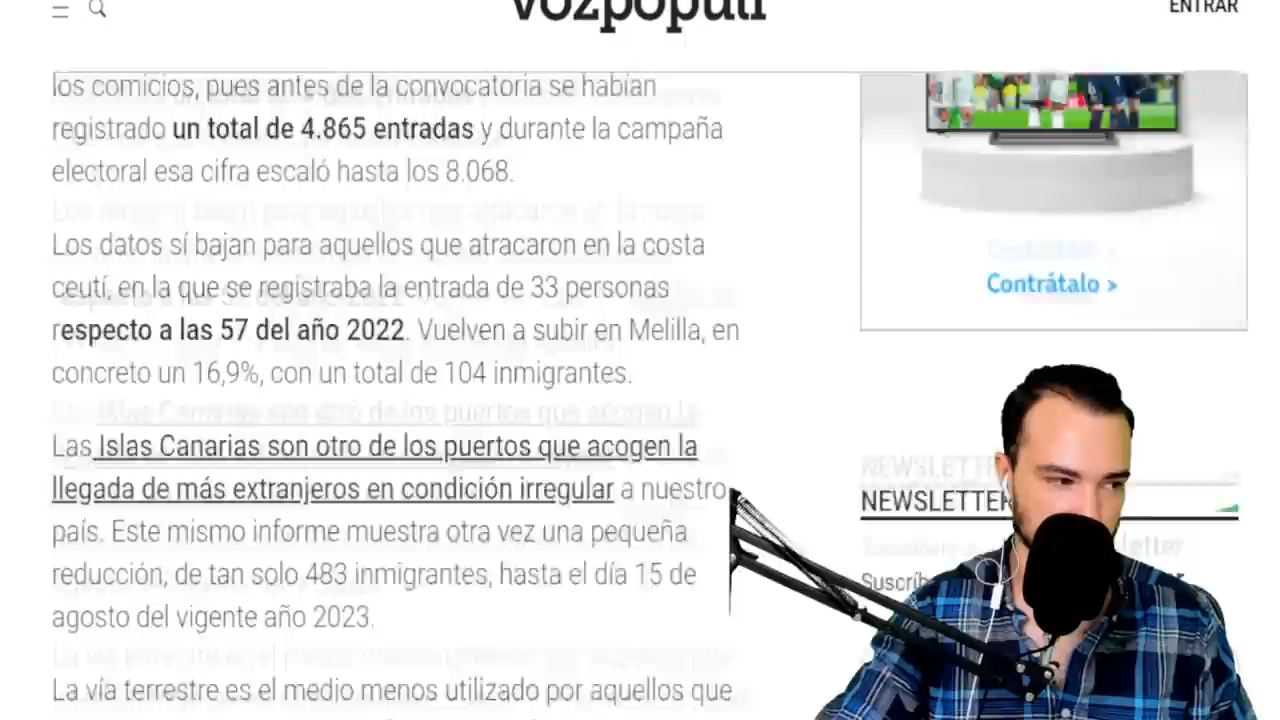 vozpópuli
ENTRAR
los comicios, pues antes de la convocatoria se habían
registrado un total de 4.865 entradas y durante la campaña
electoral esa cifra escaló hasta los 8.068.
Los datos sí bajan para aquellos que atracaron en la costa
ceutí, en la que se registraba la entrada de 33 personas
respecto a las 57 del año 2022. Vuelven a subir en Melilla, en
concreto un 16,9%, con un total de 104 inmigrantes.
Las Islas Canarias son otro de los puertos que acogen la
llegada de más extranjeros en condición irregular a nuestro
país. Este mismo informe muestra otra vez una pequeña
reducción, de tan solo 483 inmigrantes, hasta el día 15 de
agosto del vigente año 2023.
La vía terrestre es el medio menos utilizado por aquellos que
Contrátalo >
NEWSLETTER